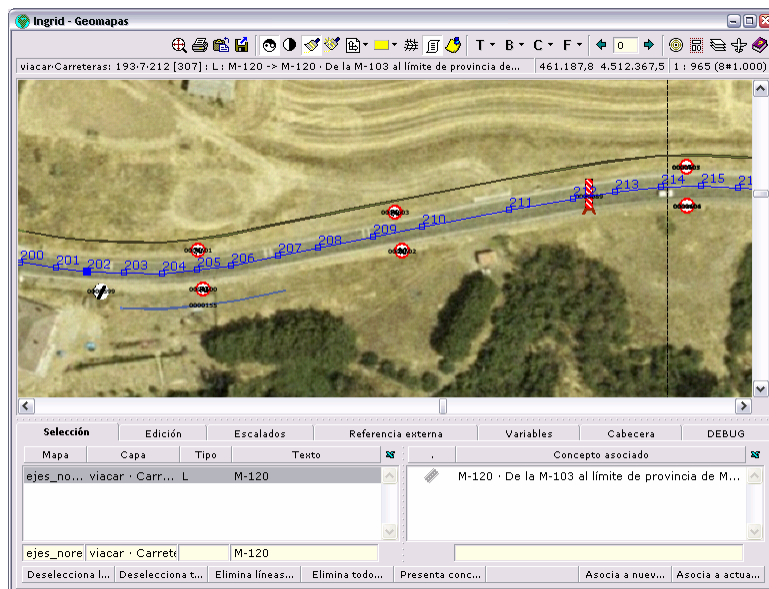 Ingrid - Geomapas
T B C F 0
viacar·Carreteras: 193·7·212 [307] : L : M-120 -> M-120 · De la M-103 al límite de provincia de... 461.187,8 4.512.367,5 1 : 965 (8#1.000)
200 201 202 203 204 205 206 207 208 209 210 211 213 214 215
0000155
Selección Edición Escalados Referencia externa Variables Cabecera DEBUG
Mapa Capa Tipo Texto . Concepto asociado
ejes_no... viacar · Carr... L M-120 M-120 · De la M-103 al límite de provincia de M...
ejes_nore viacar · Carrete M-120
Deselecciona l... Deselecciona t... Elimina líneas... Elimina todo... Presenta conc... Asocia a nuev... Asocia a actua...